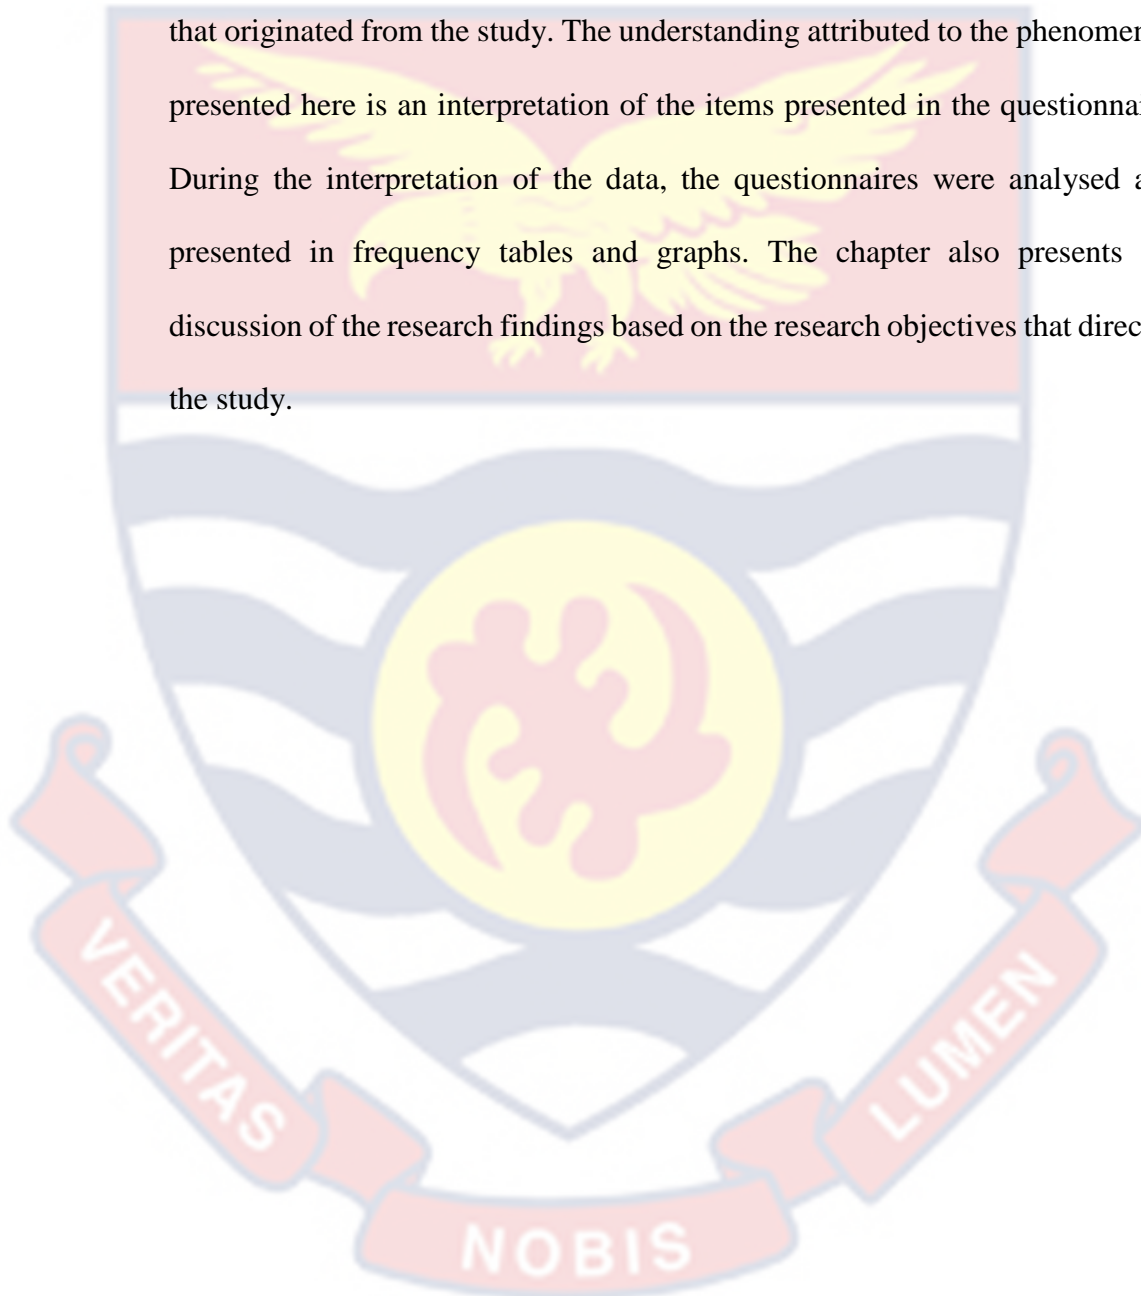 that originated from the study. The understanding attributed to the phenomen
presented here is an interpretation of the items presented in the questionnai
During the interpretation of the data, the questionnaires were analysed a
presented in frequency tables and graphs. The chapter also presents
discussion of the research findings based on the research objectives that direc
the study.
VERITAS
NOBIS
LUMEN